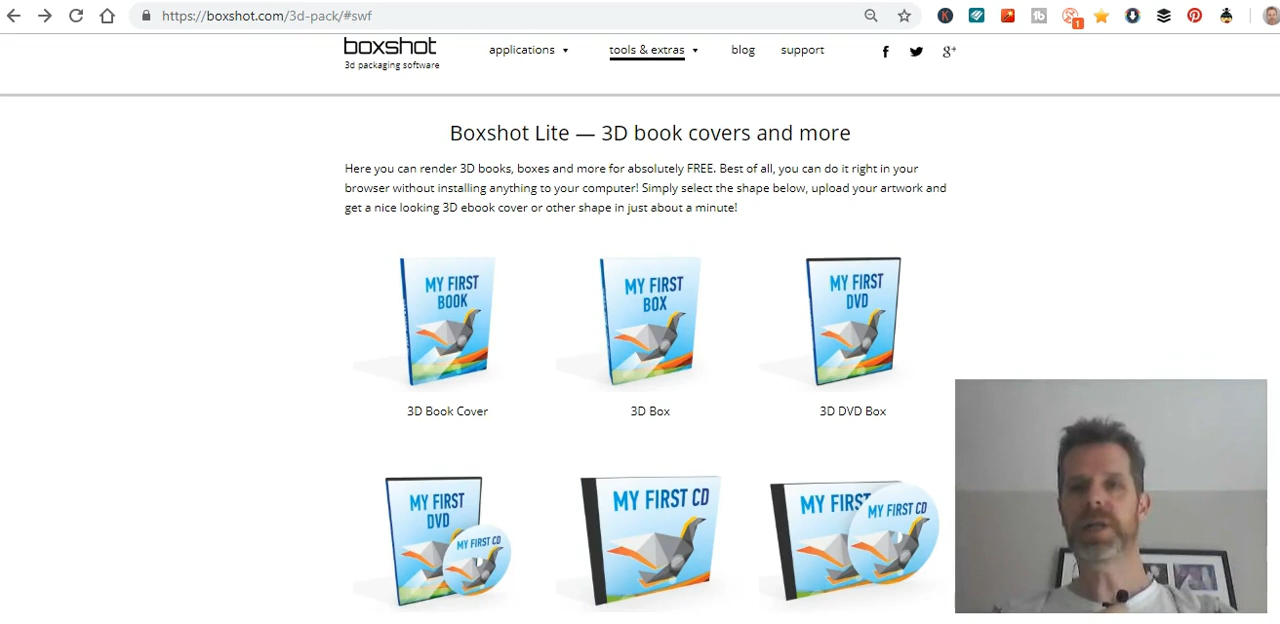 https://boxshot.com/3d-pack/#swf
1
boxshot
3d packaging software
applications
tools & extras
blog
support
f
g+
Boxshot Lite — 3D book covers and more
Here you can render 3D books, boxes and more for absolutely FREE. Best of all, you can do it right in your
browser without installing anything to your computer! Simply select the shape below, upload your artwork and
get a nice looking 3D ebook cover or other shape in just about a minute!
MY FIRST
BOOK
MY FIRST
BOX
MY FIRST
DVD
3D Book Cover
3D Box
3D DVD Box
MY FIRST
DVD
MY FIRST CD
MY FIRST CD
MY FIRST
MY FIRST CD